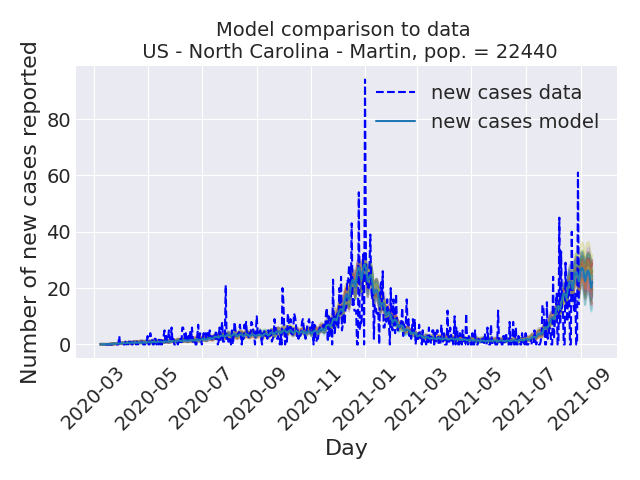 Model comparison to data
US - North Carolina - Martin, pop. = 22440
Number of new cases reported
80
60
40
20
0
new cases data
new cases model
2020-03
2020-05
2020-07
2020-09
2020-11
2021-01
2021-03
2021-05
2021-07
2021-09
Day